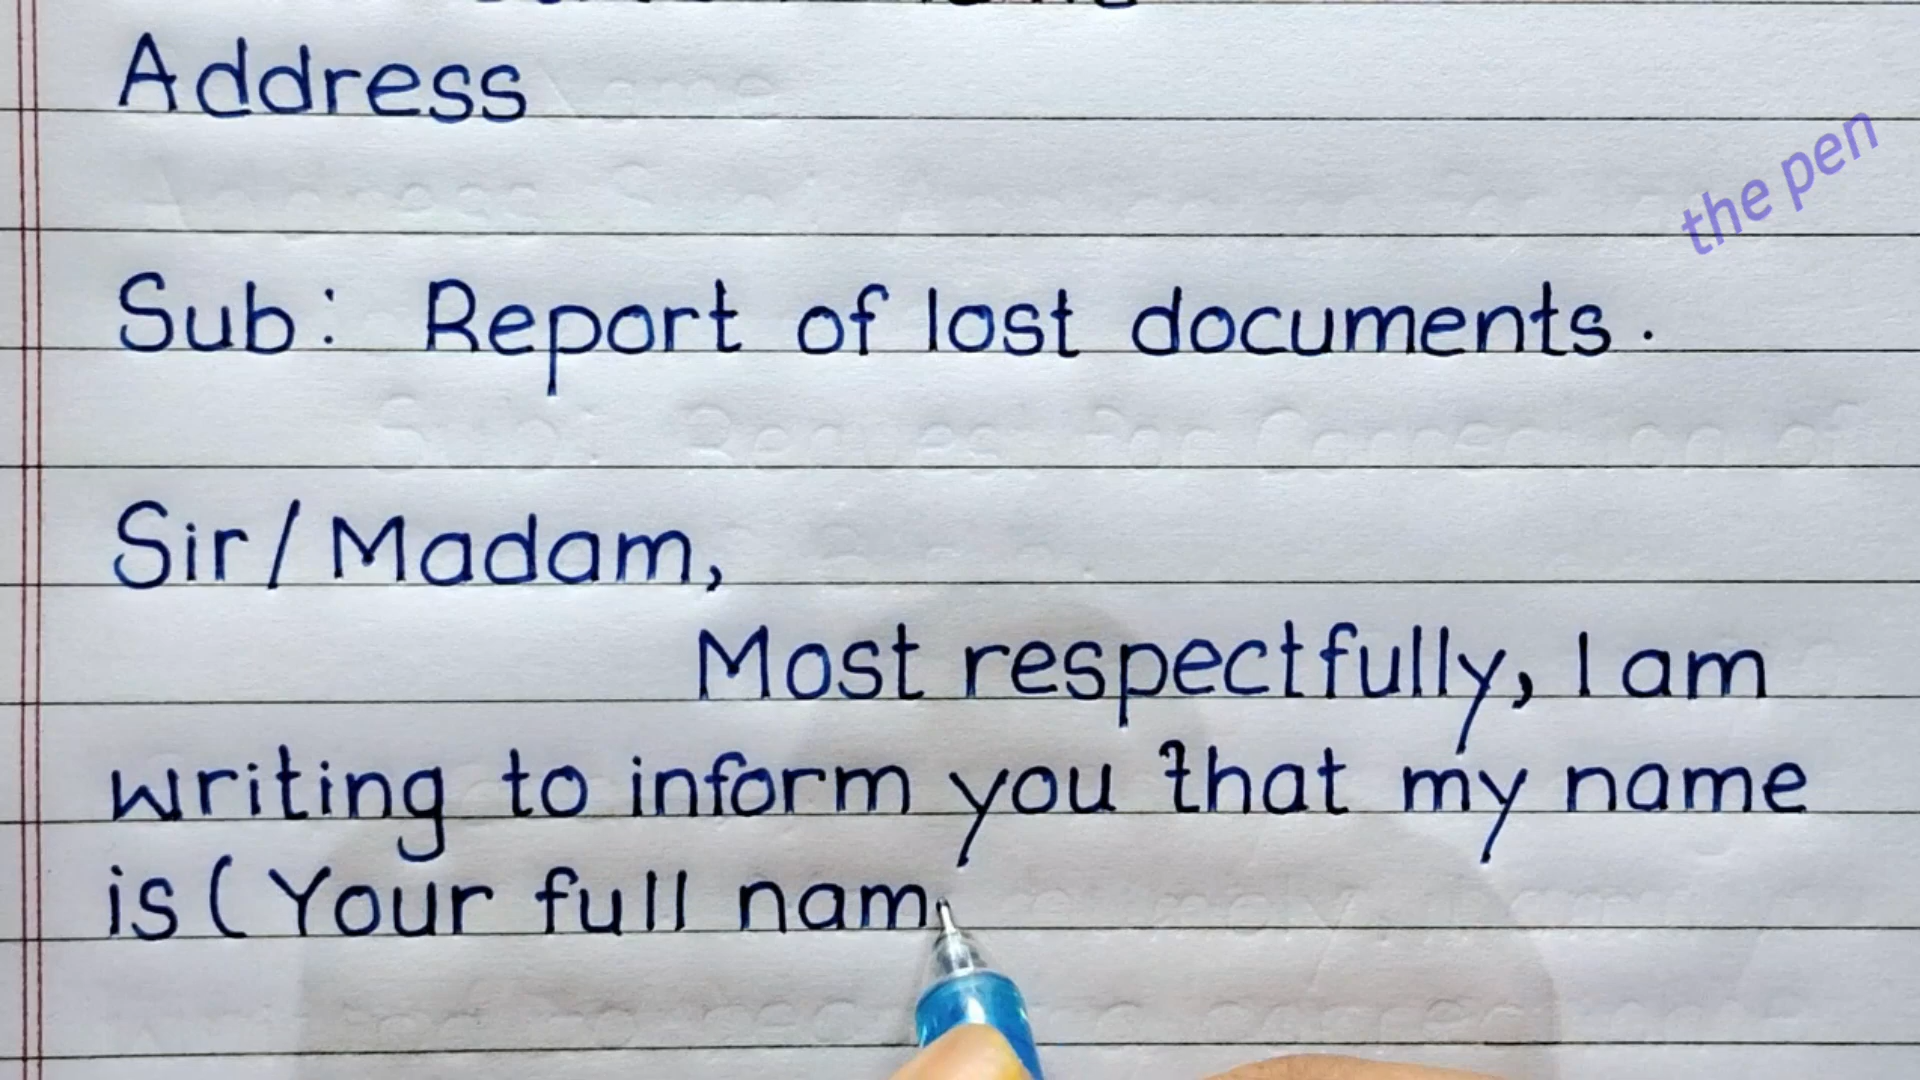 Address
the pen
Sub: Report of lost documents.
Sir/Madam,
Most respectfully, I am
writing to inform you that my name
is (Your full nam